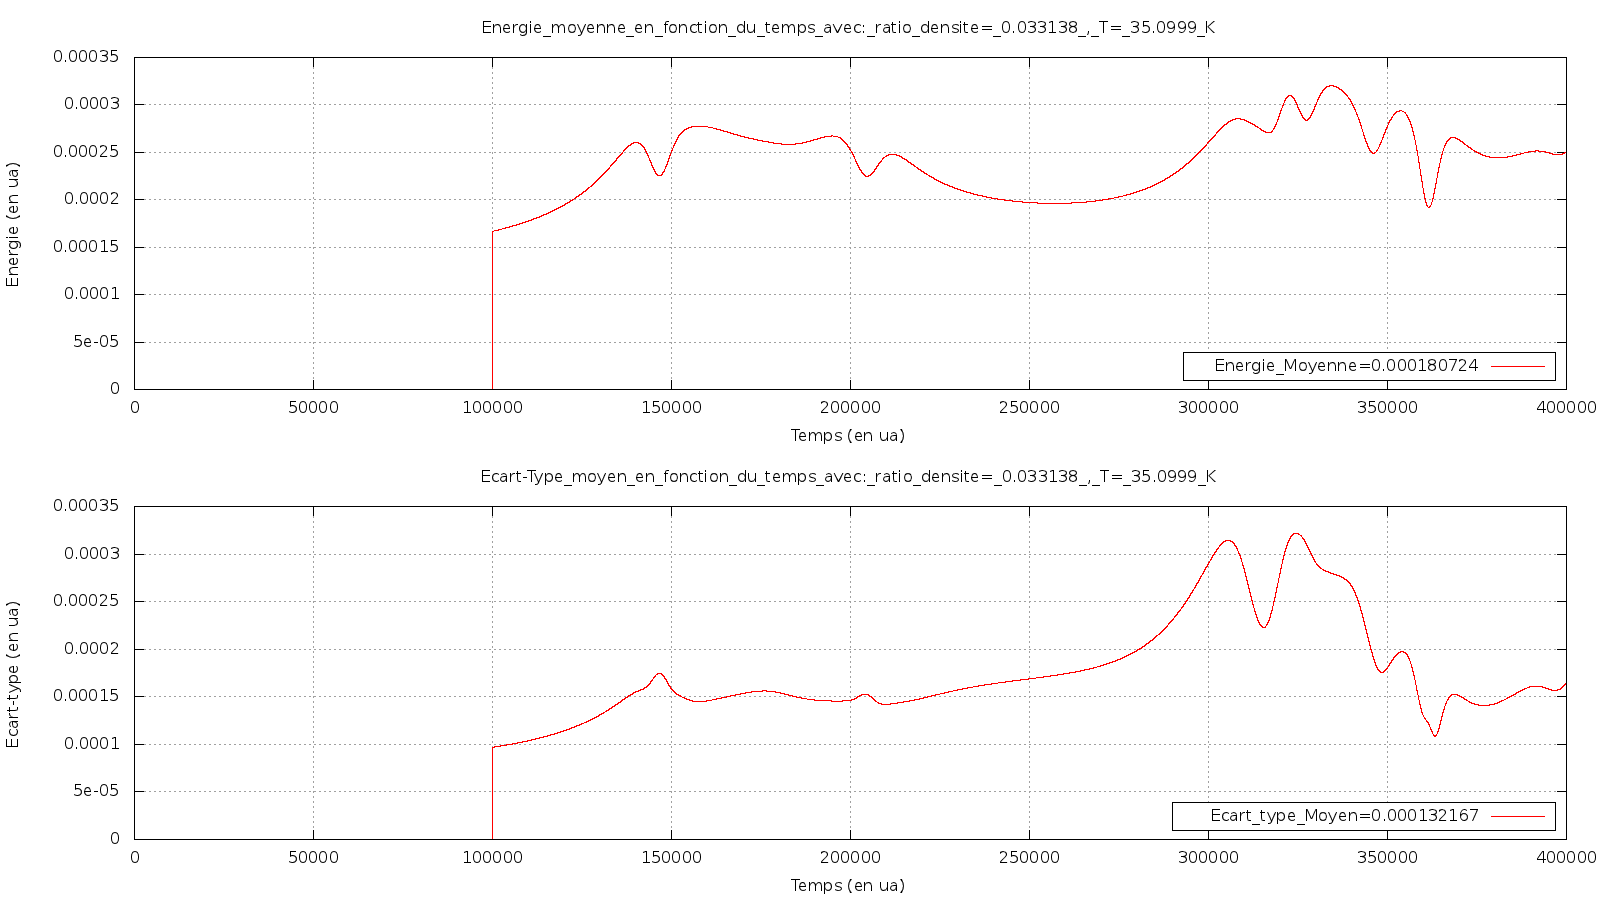 Energie_moyenne_en_fonction_du_temps_avec:_ratio_densite=_0.033138_,_T=_35.0999_K
0.00035
0.0003
0.00025
0.0002
0.00015
0.0001
5e-05
0
Energie (en ua)
Energie_Moyenne=0.000180724
0 50000 100000 150000 200000 250000 300000 350000 400000
Temps (en ua)
Ecart-Type_moyen_en_fonction_du_temps_avec:_ratio_densite=_0.033138_,_T=_35.0999_K
0.00035
0.0003
0.00025
0.0002
0.00015
0.0001
5e-05
0
Ecart-type (en ua)
Ecart_type_Moyen=0.000132167
0 50000 100000 150000 200000 250000 300000 350000 400000
Temps (en ua)